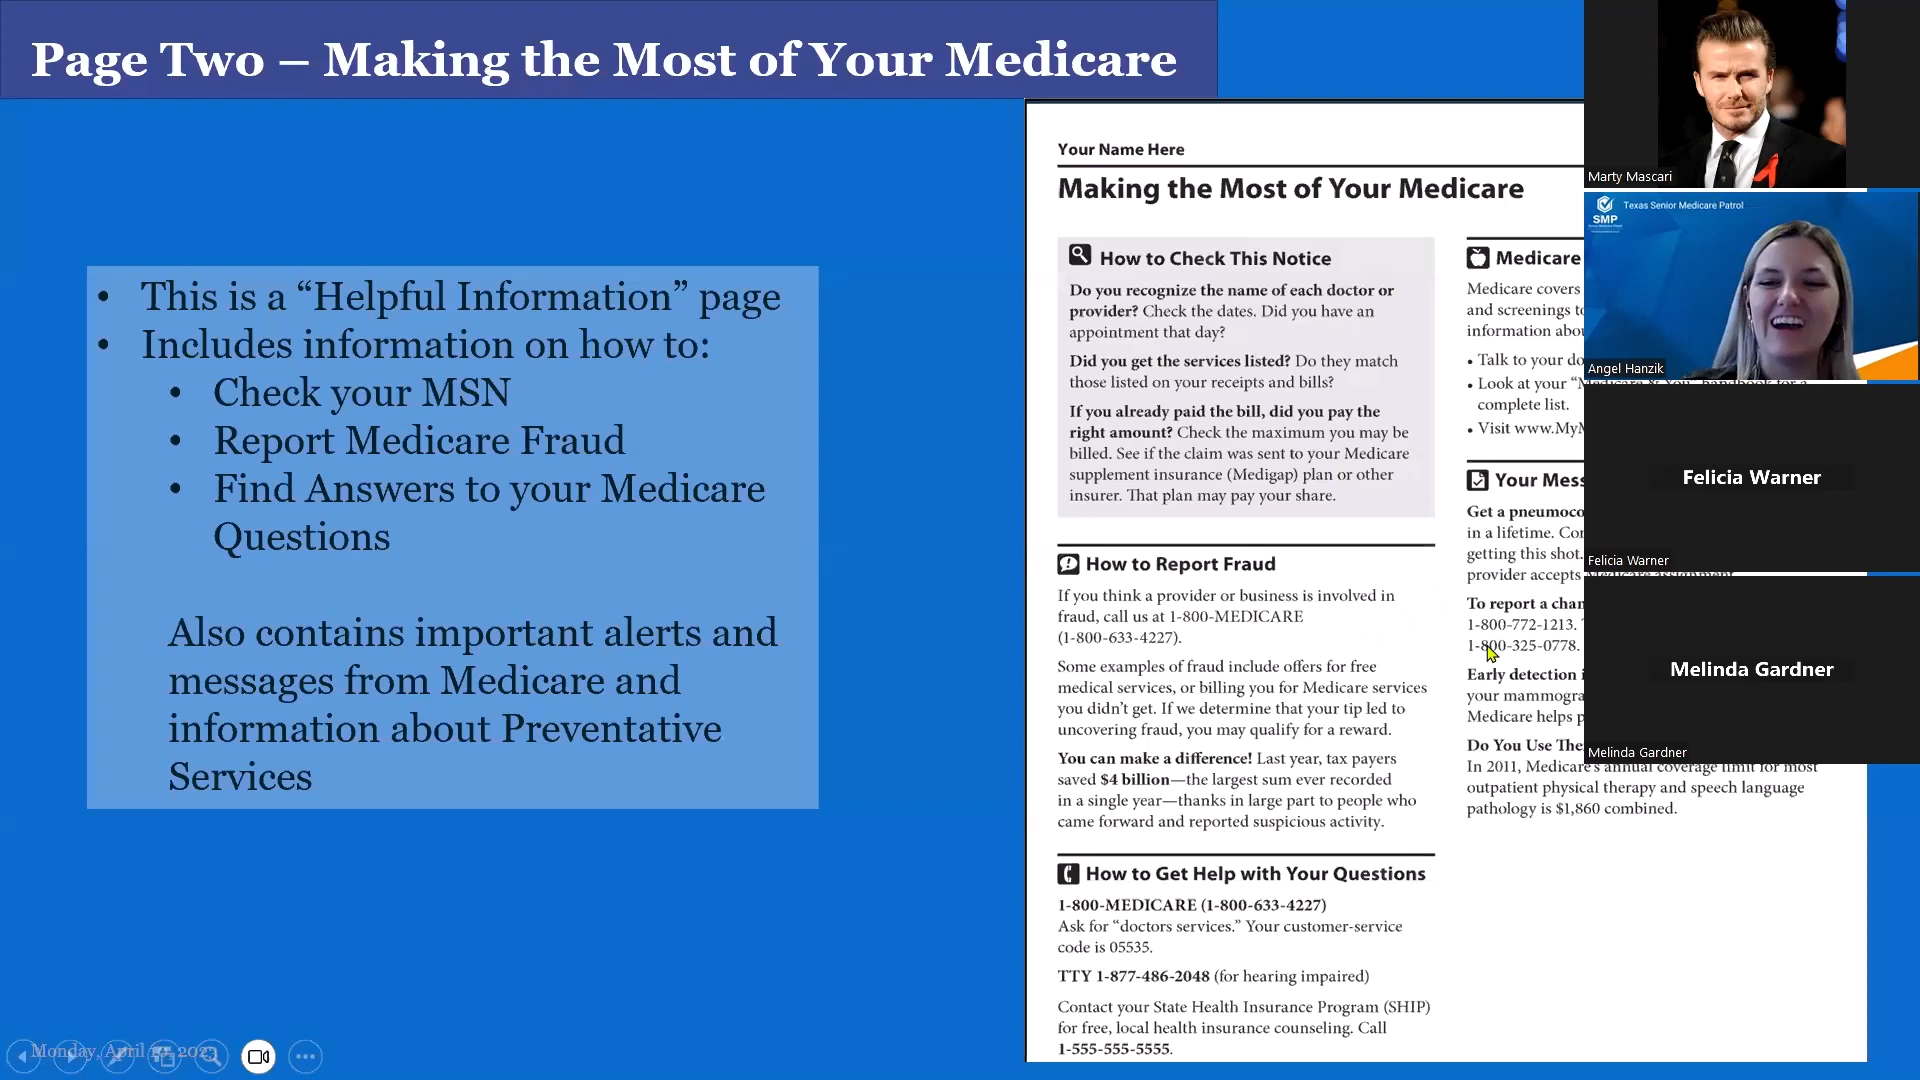 Page Two – Making the Most of Your Medicare
• This is a “Helpful Information” page
• Includes information on how to:
• Check your MSN
• Report Medicare Fraud
• Find Answers to your Medicare
Questions
Also contains important alerts and
messages from Medicare and
information about Preventative
Services
Monday, April
Your Name Here
Making the Most of Your Medicare
How to Check This Notice
Do you recognize the name of each doctor or
provider? Check the dates. Did you have an
appointment that day?
Did you get the services listed? Do they match
those listed on your receipts and bills?
If you already paid the bill, did you pay the
right amount? Check the maximum you may be
billed. See if the claim was sent to your Medicare
supplement insurance (Medigap) plan or other
insurer. That plan may pay your share.
How to Report Fraud
If you think a provider or business is involved in
fraud, call us at 1-800-MEDICARE
(1-800-633-4227).
Some examples of fraud include offers for free
medical services, or billing you for Medicare services
you didn’t get. If we determine that your tip led to
uncovering fraud, you may qualify for a reward.
You can make a difference! Last year, tax payers
saved $4 billion—the largest sum ever recorded
in a single year—thanks in large part to people who
came forward and reported suspicious activity.
How to Get Help with Your Questions
1-800-MEDICARE (1-800-633-4227)
Ask for “doctors services.” Your customer-service
code is 05535.
TTY 1-877-486-2048 (for hearing impaired)
Contact your State Health Insurance Program (SHIP)
for free, local health insurance counseling. Call
1-555-555-5555.
Medicare
Medicare covers
and screenings
information
• Talk to your
• Look at your “Medicare & You” handbook for a
complete list.
• Visit
Your
Get a
in a lifetime.
getting this shot.
provider accepts Medicare assignment.
To report a
1-800-772-1213.
1-800-325-0778.
Early detection
your
Medicare helps
Do You Use
In 2011, Medicare’s annual coverage limit for most
outpatient physical therapy and speech language
pathology is $1,860 combined.
Marty Mascari
SMP
Texas Senior Medicare Patrol
Angel Hanzik
Felicia Warner
Felicia Warner
Melinda Gardner
Melinda Gardner